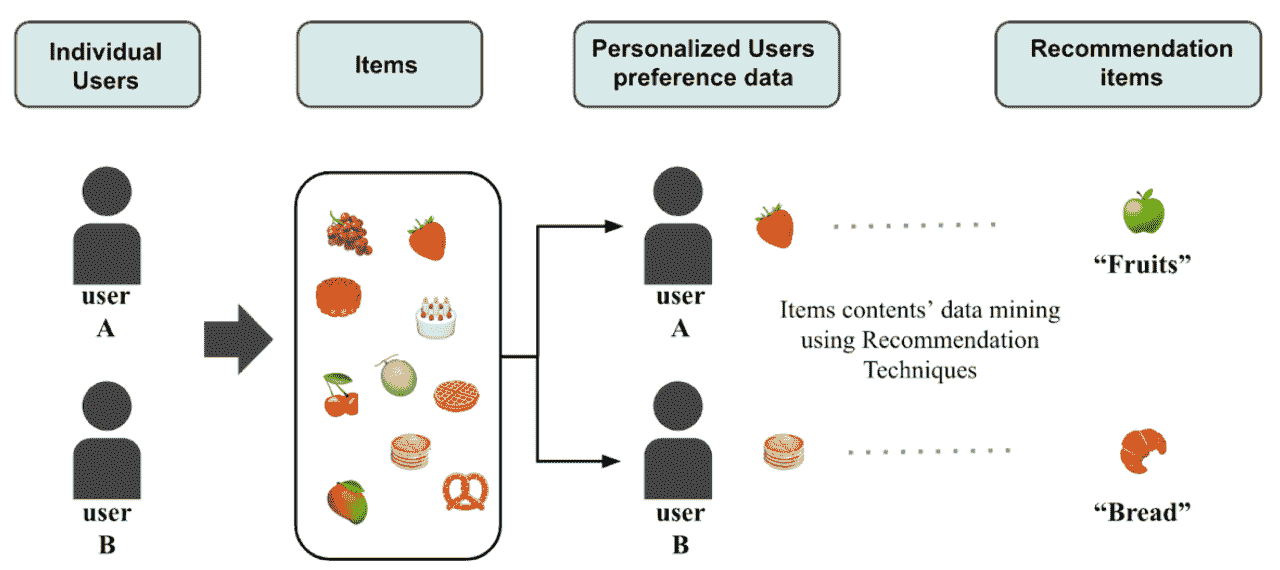 Individual
Users
Items
Personalized Users
preference data
Recommendation
items
user
A
user
B
user
A
user
B
Items contents’ data mining
using Recommendation
Techniques
“Fruits”
“Bread”